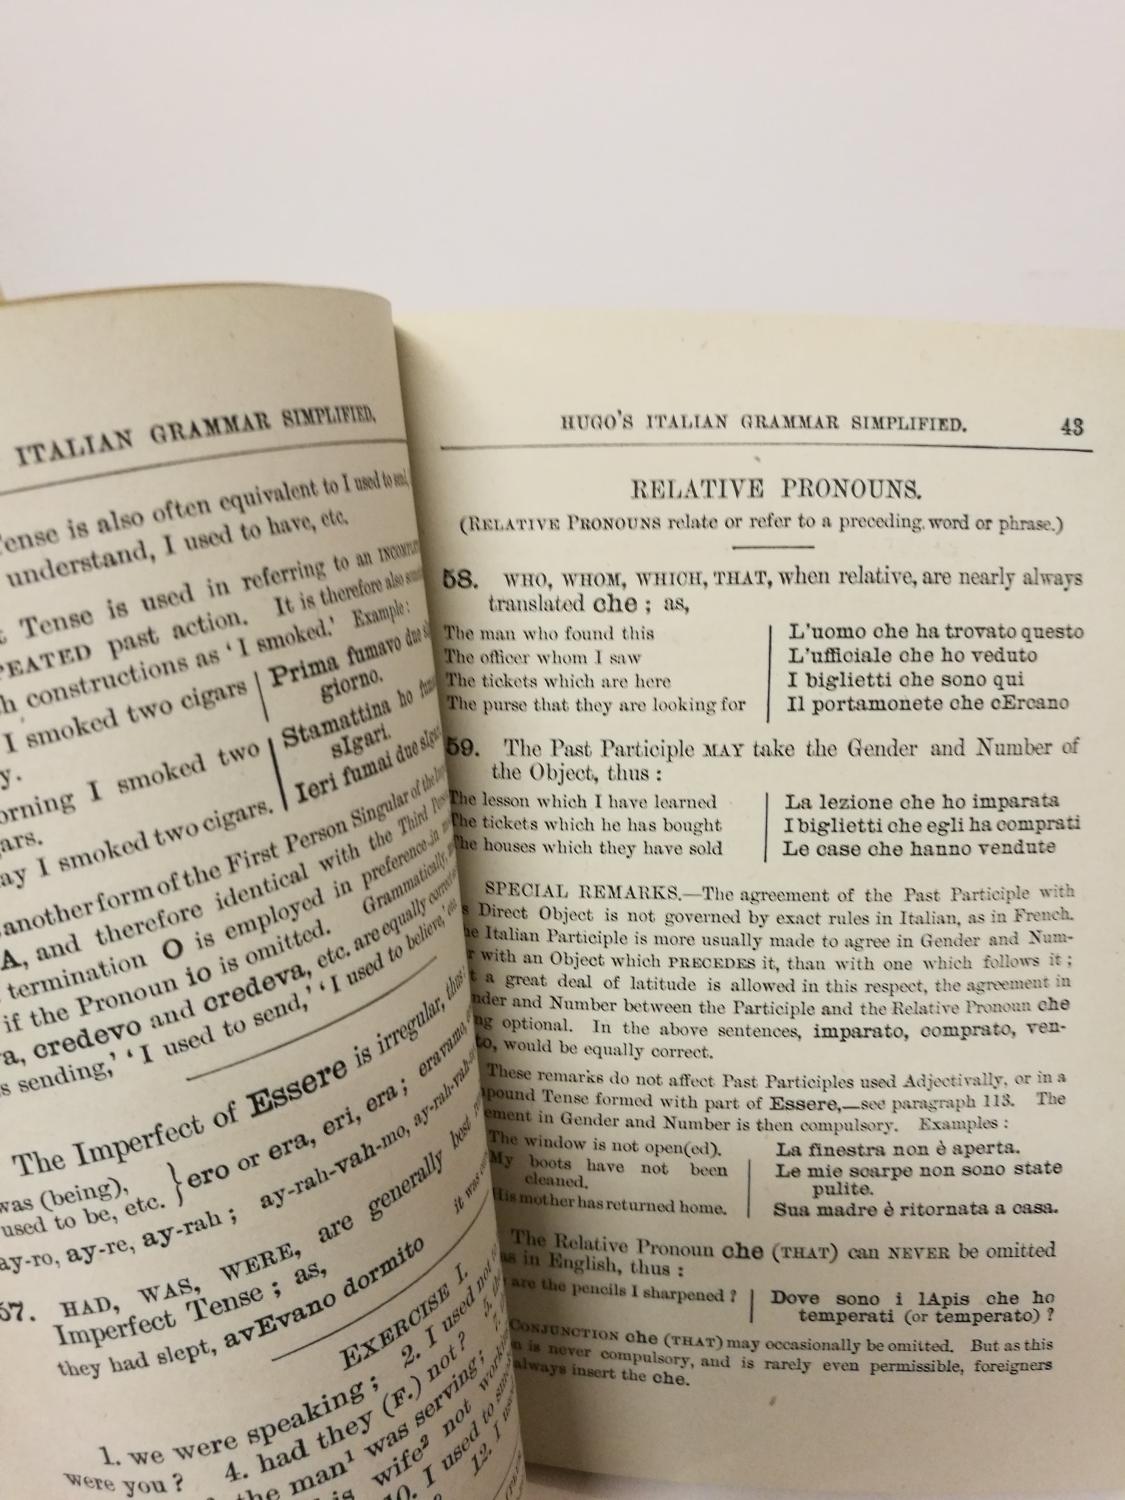 ITALIAN GRAMMAR SIMPLIFIED.
Tense is also often equivalent to I used to send,
understand, I used to have, etc.
Tense is used in referring to an
past action. It is therefore also
constructions as 'I smoked.' Example:
I smoked two cigars
Prima fumavo due
giorno.
I smoked two
Stamattina ho
sIgari.
I smoked two cigars.
Ieri fumai due
another form of the First Person Singular of the
A, and therefore identical with the Third
termination O is employed in preference in
if the Pronoun io is omitted. Grammatically,
credevo and credeva, etc. are equally correct
sending,' 'I used to send,' 'I used to believe,'
The Imperfect of Essere is irregular, thus:
was (being),
used to be, etc. } ero or era, eri, era; eravamo,
ay-ro, ay-re, ay-rah; ay-rah-vah-mo,
57. HAD, WAS, WERE, are generally best
Imperfect Tense; as,
they had slept, avEvano dormito
it was
EXERCISE I.
1. we were speaking; 2. I used not
were you? 4. had they (F.) not? 5.
the man¹ was serving; 7.
wife² not
10. I used to
12. I
HUGO'S ITALIAN GRAMMAR SIMPLIFIED. 43
RELATIVE PRONOUNS.
(RELATIVE PRONOUNS relate or refer to a preceding word or phrase.)
58. WHO, WHOM, WHICH, THAT, when relative, are nearly always
translated che; as,
The man who found this | L'uomo che ha trovato questo
The officer whom I saw | L'ufficiale che ho veduto
The tickets which are here | I biglietti che sono qui
The purse that they are looking for | Il portamonete che cErcano
59. The Past Participle MAY take the Gender and Number of
the Object, thus:
The lesson which I have learned | La lezione che ho imparata
The tickets which he has bought | I biglietti che egli ha comprati
The houses which they have sold | Le case che hanno vendute
SPECIAL REMARKS.—The agreement of the Past Participle with
Direct Object is not governed by exact rules in Italian, as in French.
Italian Participle is more usually made to agree in Gender and Num-
with an Object which PRECEDES it, than with one which follows it;
a great deal of latitude is allowed in this respect, the agreement in
and Number between the Participle and the Relative Pronoun che
optional. In the above sentences, imparato, comprato, ven-
would be equally correct.
These remarks do not affect Past Participles used Adjectivally, or in a
Tense formed with part of Essere,—see paragraph 113. The
in Gender and Number is then compulsory. Examples:
The window is not open(ed). | La finestra non è aperta.
My boots have not been | Le mie scarpe non sono state
cleaned. | pulite.
His mother has returned home. | Sua madre è ritornata a casa.
The Relative Pronoun che (THAT) can NEVER be omitted
as in English, thus:
are the pencils I sharpened? | Dove sono i lApis che ho
temperati (or temperato)?
CONJUNCTION che (THAT) may occasionally be omitted. But as this
is never compulsory, and is rarely even permissible, foreigners
always insert the che.